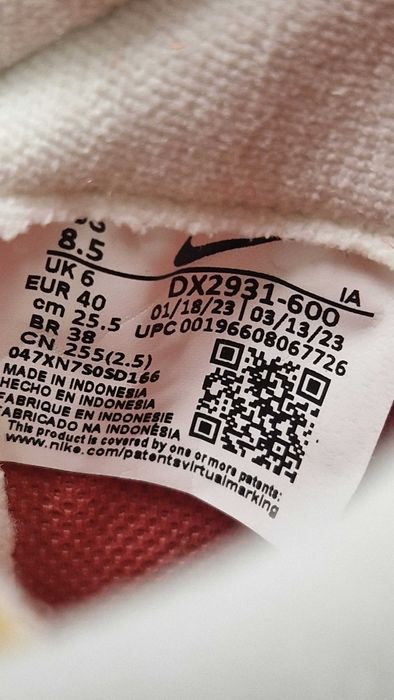 8.5
UK 6
EUR 40
cm 25.5
BR 38
CN 255(2.5)
047XN7S0SD166
MADE IN INDONESIA
HECHO EN INDONESIA
FABRIQUE EN INDONESIE
FABRICADO NA INDONÉSIA
This product is covered by one or more patents:
www.nike.com/patentsvirtualmarking
IA
DX2931-600
01/18/23 | 03/13/23
UPC 00196608067726